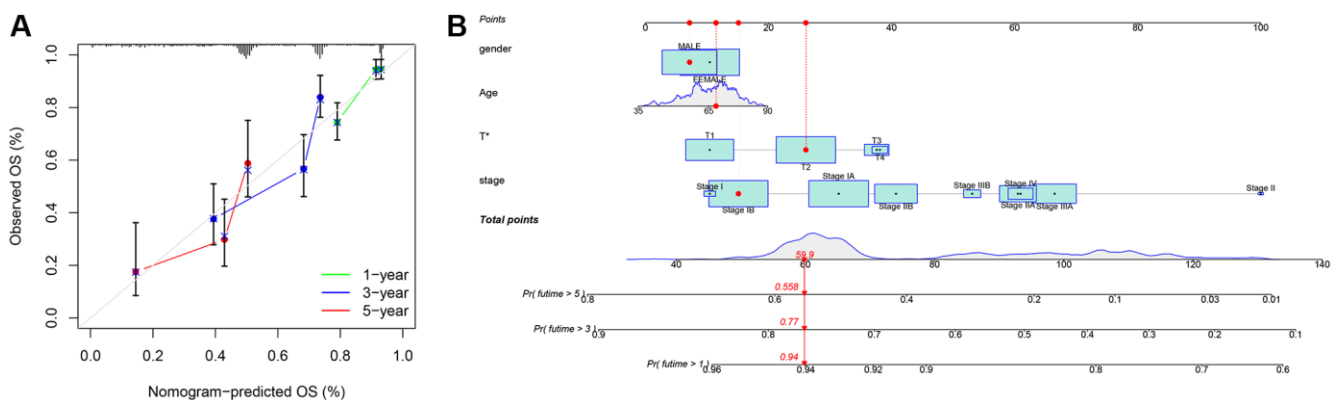 A
Observed OS (%)
1.0
0.8
0.6
0.4
0.2
0.0
0.0 0.2 0.4 0.6 0.8 1.0
Nomogram−predicted OS (%)
1−year
3−year
5−year
B
Points
0 20 40 60 80 100
gender
MALE
FEMALE
Age
35 65 90
T*
T1 T2 T3 T4
stage
Stage I Stage IB Stage IA Stage IIB Stage IIIB Stage IV Stage IIA Stage IIIA Stage II
Total points
59.9
40 60 80 100 120 140
0.558
Pr( futime > 5)
0.8 0.6 0.4 0.2 0.1 0.03 0.01
0.77
Pr( futime > 3)
0.9 0.8 0.7 0.6 0.5 0.4 0.3 0.2 0.1
0.94
Pr( futime > 1)
0.96 0.94 0.92 0.9 0.8 0.7 0.6